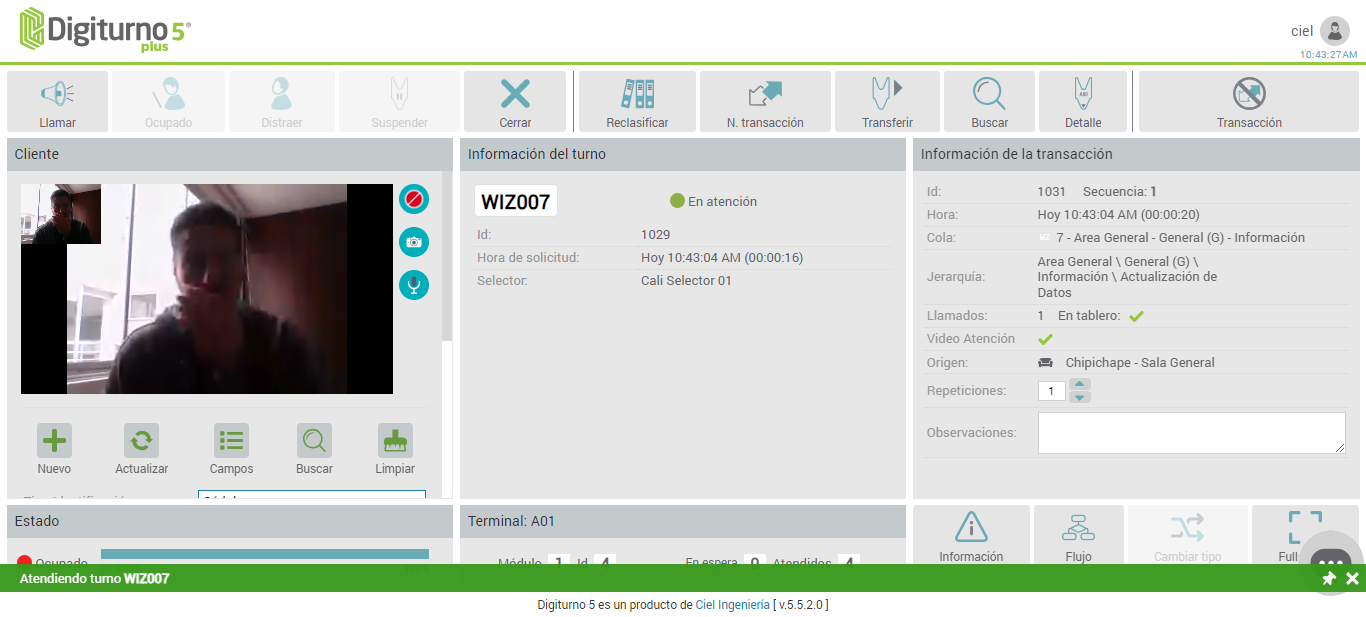 Digiturno 5®
plus
ciel
10:43:27AM
Llamar
Ocupado
Distraer
Suspender
Cerrar
Reclasificar
N. transacción
Transferir
Buscar
Detalle
Transacción
Cliente
Información del turno
Información de la transacción
WIZ007
En atención
Id: 1029
Hora de solicitud: Hoy 10:43:04 AM (00:00:16)
Selector: Cali Selector 01
Id: 1031 Secuencia: 1
Hora: Hoy 10:43:04 AM (00:00:20)
Cola: 7 - Area General - General (G) - Información
Jerarquía: Area General \ General (G) \
Información \ Actualización de
Datos
Llamados: 1 En tablero:
Video Atención
Origen: Chipichape - Sala General
Repeticiones: 1
Observaciones:
Nuevo
Actualizar
Campos
Buscar
Limpiar
Estado
Ocupado
Terminal: A01
Módulo 1 Id 4 En espera 0 Atendidos 4
Información
Flujo
Cambiar tipo
Full
Atendiendo turno WIZ007
Digiturno 5 es un producto de Ciel Ingeniería [ v.5.5.2.0 ]